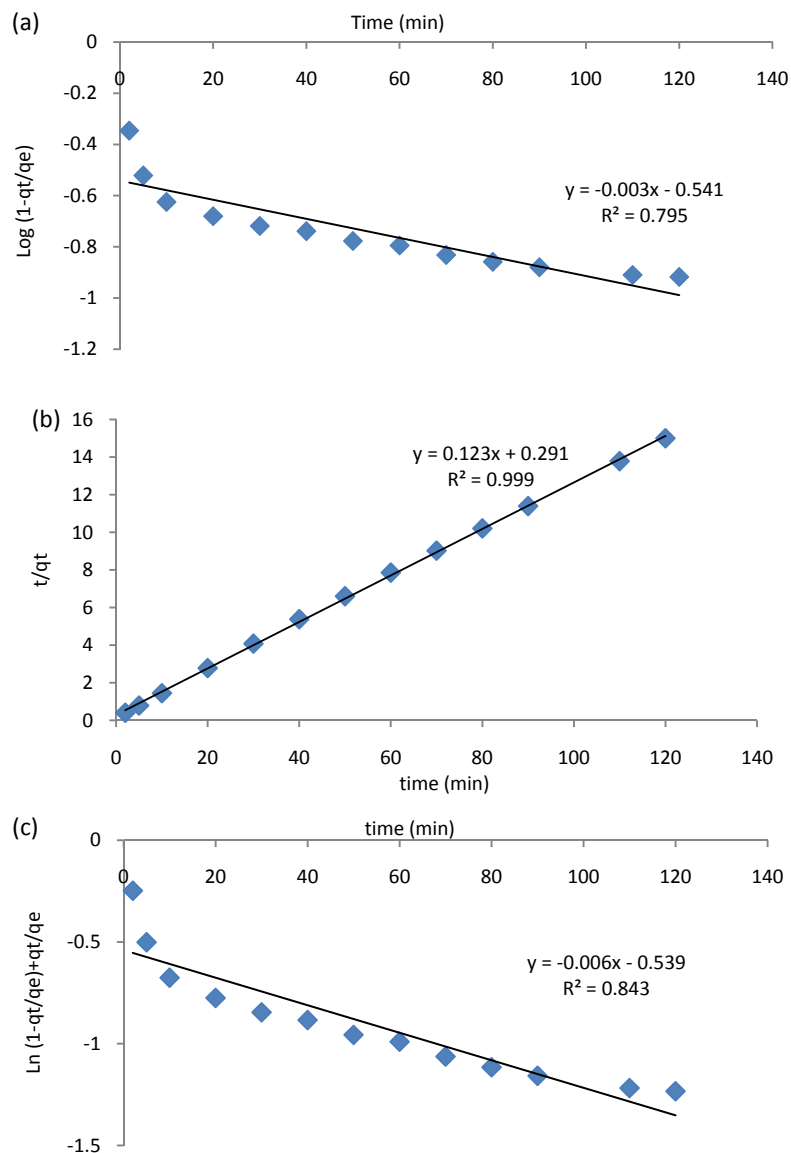 (a)
Time (min)
0
0 20 40 60 80 100 120 140
-0.2
-0.4
-0.6
-0.8
-1
-1.2
Log (1-qt/qe)
y = -0.003x - 0.541
R² = 0.795
(b)
16
14
12
10
8
6
4
2
0
t/qt
y = 0.123x + 0.291
R² = 0.999
0 20 40 60 80 100 120 140
time (min)
(c)
time (min)
0
0 20 40 60 80 100 120 140
-0.5
-1
-1.5
Ln (1-qt/qe)+qt/qe
y = -0.006x - 0.539
R² = 0.843